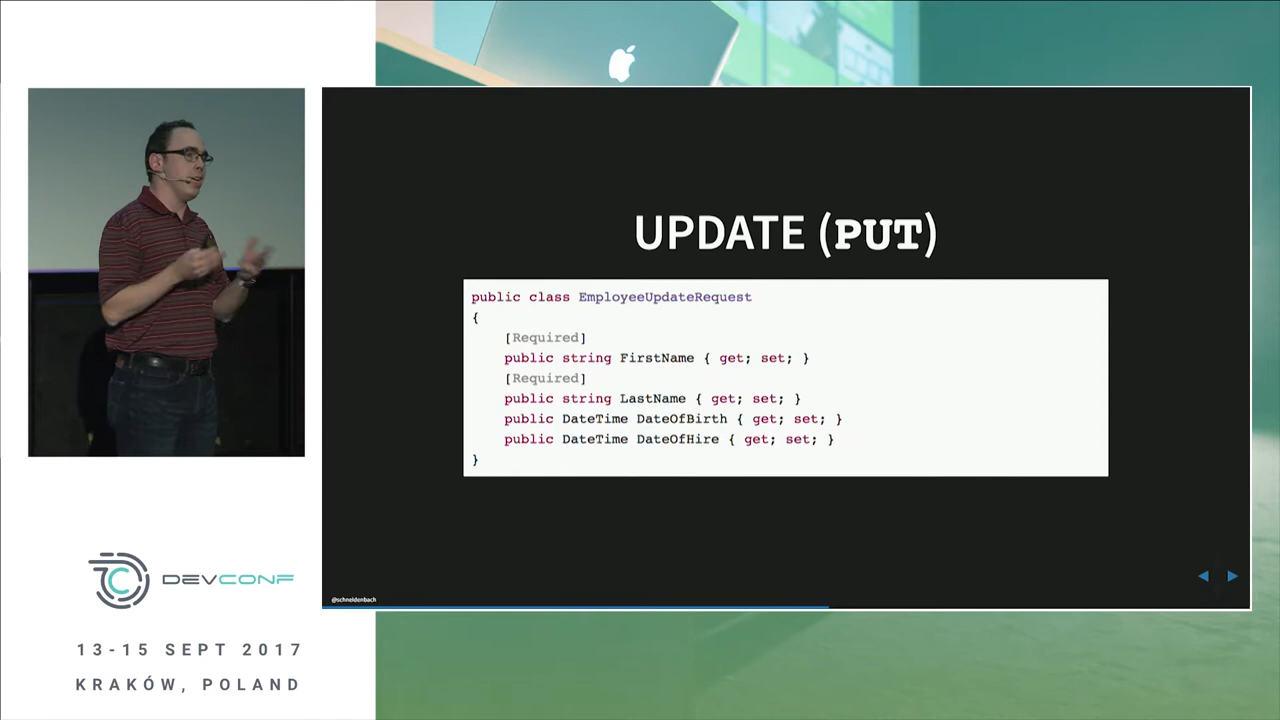 UPDATE (PUT)
public class EmployeeUpdateRequest
{
[Required]
public string FirstName { get; set; }
[Required]
public string LastName { get; set; }
public DateTime DateOfBirth { get; set; }
public DateTime DateOfHire { get; set; }
}
@schneidenbach
DEVCONF
13-15 SEPT 2017
KRAKÓW, POLAND